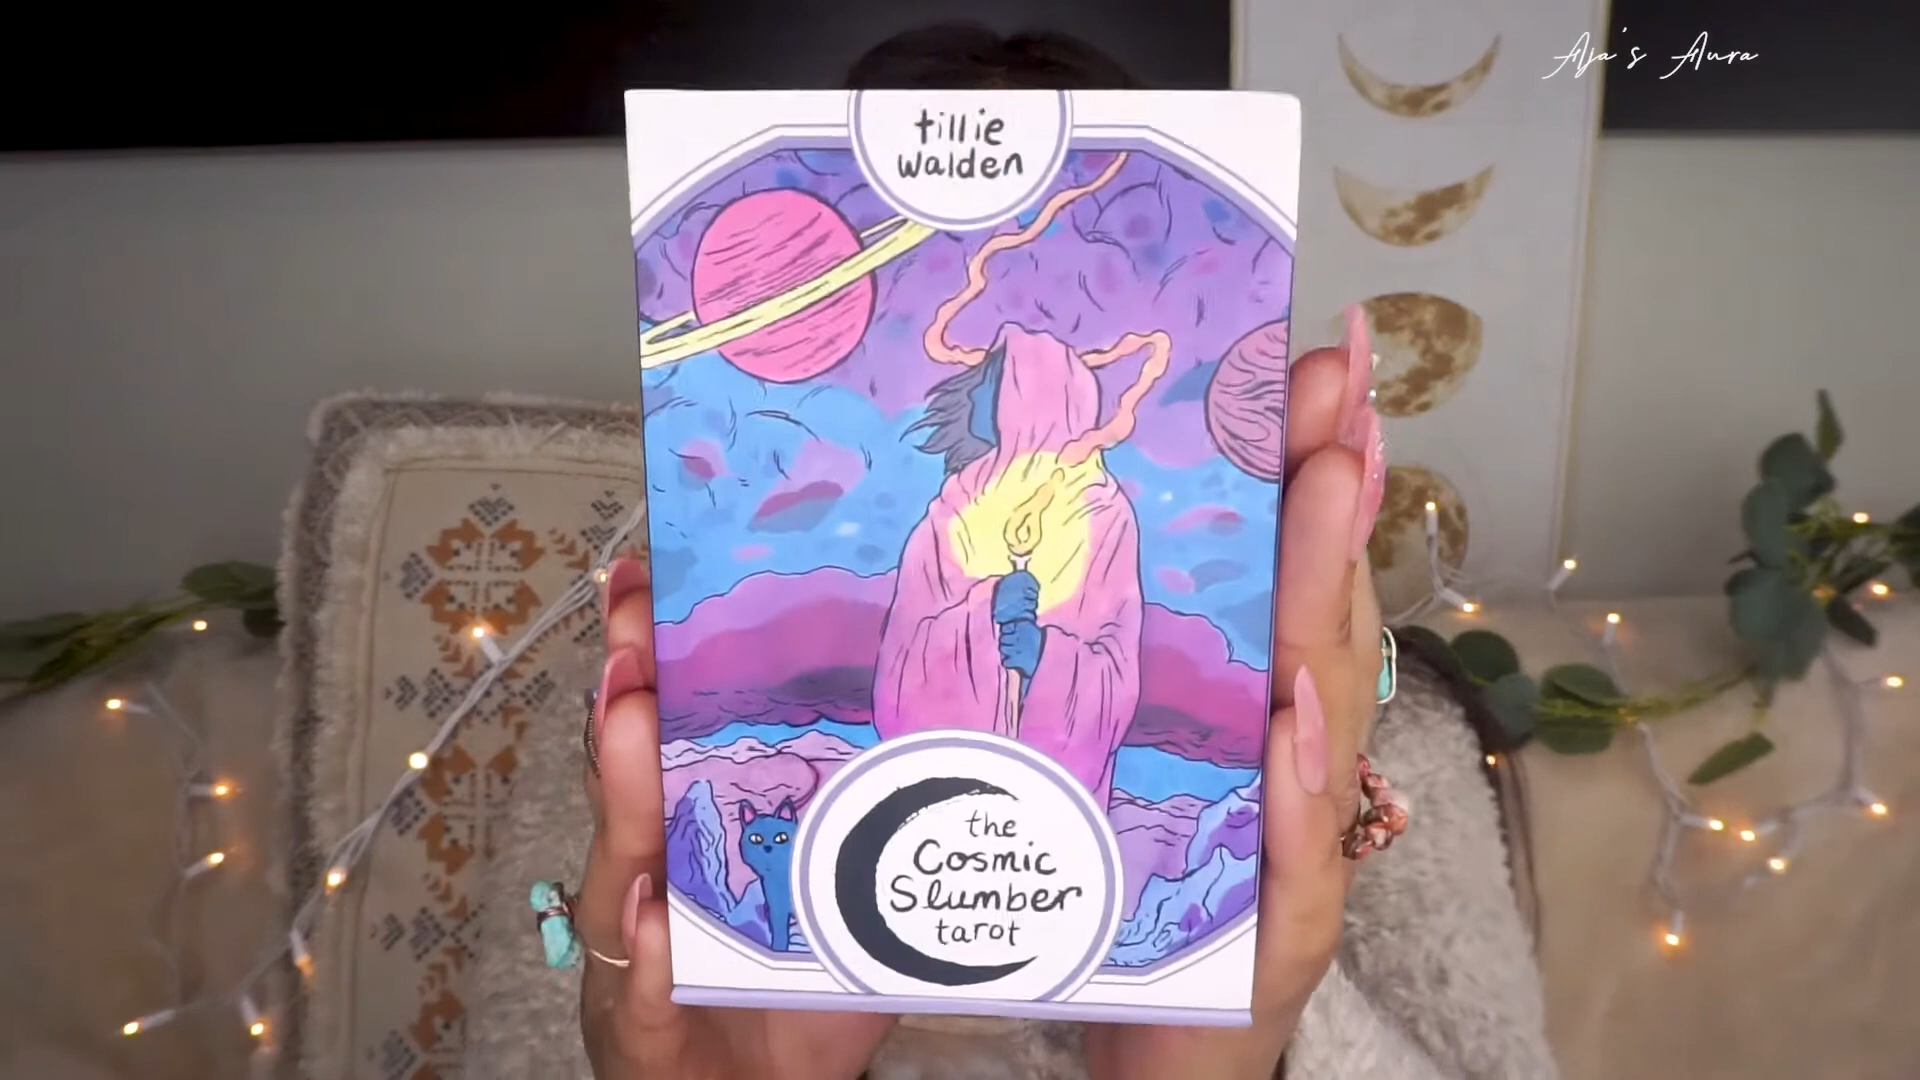 Aja's Aura
tillie
walden
the
Cosmic
Slumber
tarot